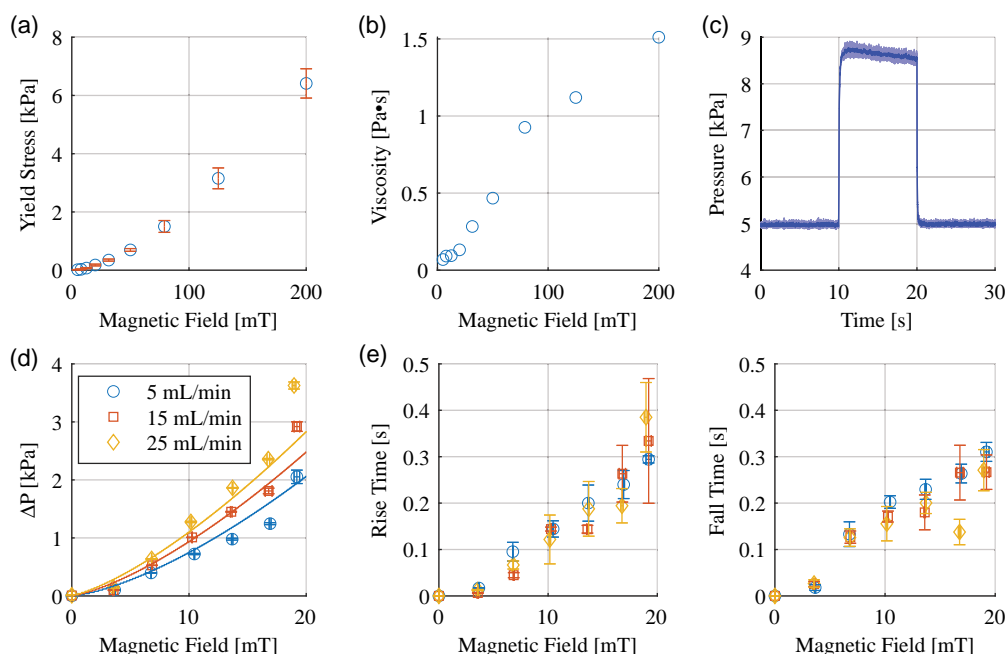 (a)
8
6
4
2
0
Yield Stress [kPa]
0
100
200
Magnetic Field [mT]
(b)
1.5
1
0.5
0
Viscosity [Pa•s]
0
100
200
Magnetic Field [mT]
(c)
9
8
7
6
5
4
Pressure [kPa]
0
10
20
30
Time [s]
(d)
4
3
2
1
0
ΔP [kPa]
5 mL/min
15 mL/min
25 mL/min
0
10
20
Magnetic Field [mT]
(e)
0.5
0.4
0.3
0.2
0.1
0
Rise Time [s]
0
10
20
Magnetic Field [mT]
0.5
0.4
0.3
0.2
0.1
0
Fall Time [s]
0
10
20
Magnetic Field [mT]